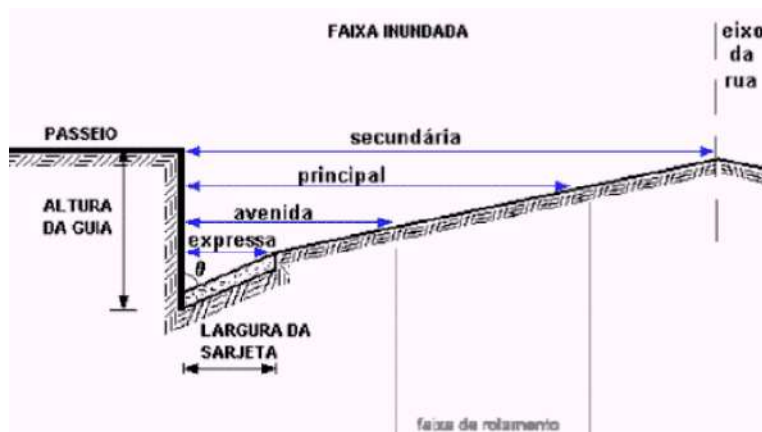 FAIXA INUNDADA
eixo
da
rua
PASSEIO
secundária
principal
ALTURA
DA GUIA
avenida
expressa
θ
LARGURA DA
SARJETA
faixa de rolamento